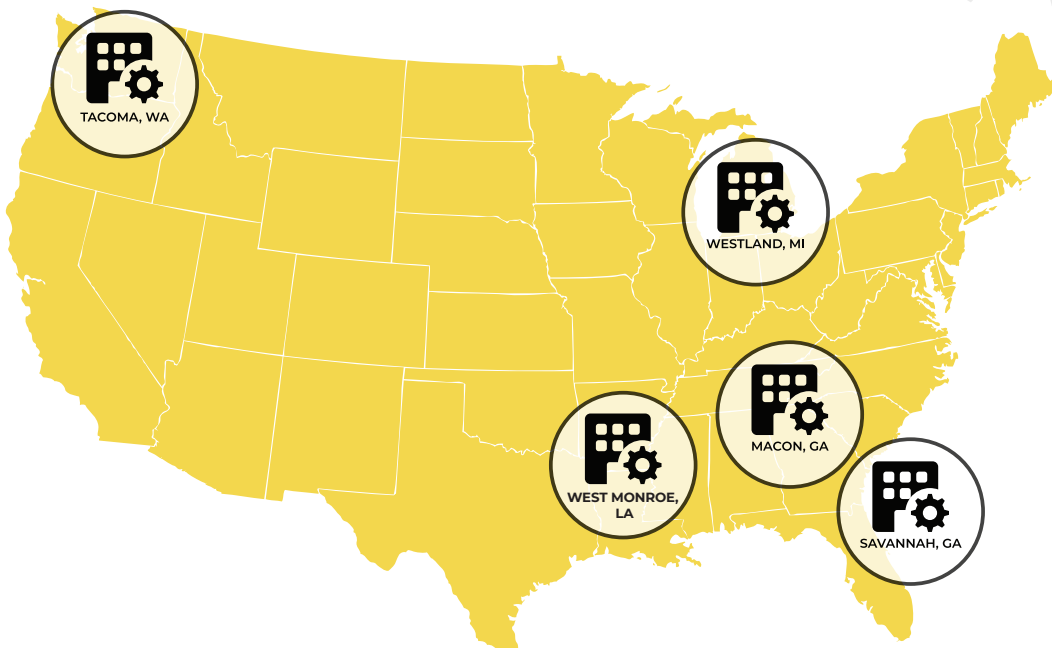 TACOMA, WA
WESTLAND, MI
MACON, GA
WEST MONROE,
LA
SAVANNAH, GA